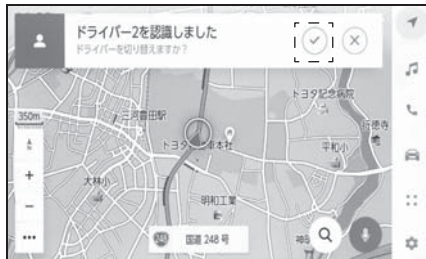 ドライバー2を認識しました
ドライバーを切り替えますか？
350m
三河豊田駅
トヨタ記念病院
トヨタ
車本社
平和小
大林小
明和工業
248
国道 248 号